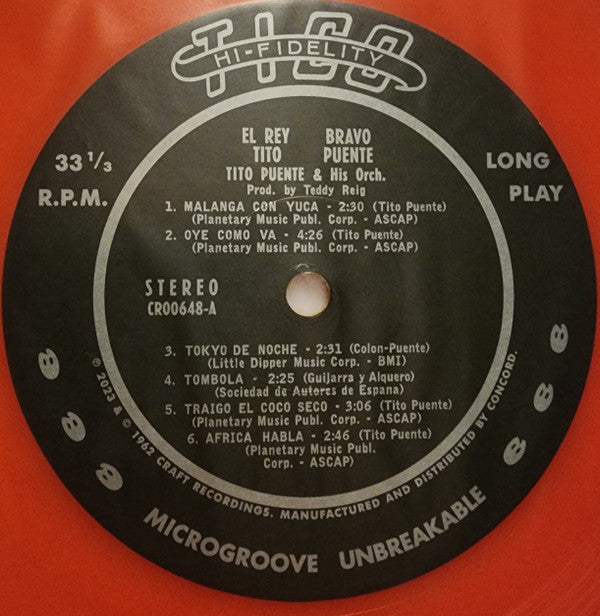 TICO
HI-FIDELITY
EL REY BRAVO
TITO PUENTE
TITO PUENTE & His Orch.
Prod. by Teddy Reig
33 1/3
R.P.M.
LONG
PLAY
1. MALANGA CON YUCA - 2:30 (Tito Puente)
(Planetary Music Publ. Corp. - ASCAP)
2. OYE COMO VA - 4:26 (Tito Puente)
(Planetary Music Publ. Corp. - ASCAP)
STEREO
CR00648-A
3. TOKYO DE NOCHE - 2:31 (Colon-Puente)
(Little Dipper Music Corp. - BMI)
4. TOMBOLA - 2:25 (Guijarra y Alquero)
(Sociedad de Autores de Espana)
5. TRAIGO EL COCO SECO - 3:06 (Tito Puente)
(Planetary Music Publ. Corp. - ASCAP)
6. AFRICA HABLA - 2:46 (Tito Puente)
(Planetary Music Publ.
Corp. - ASCAP)
℗ 2023 & © 1962 CRAFT RECORDINGS. MANUFACTURED AND DISTRIBUTED BY CONCORD.
MICROGROOVE UNBREAKABLE